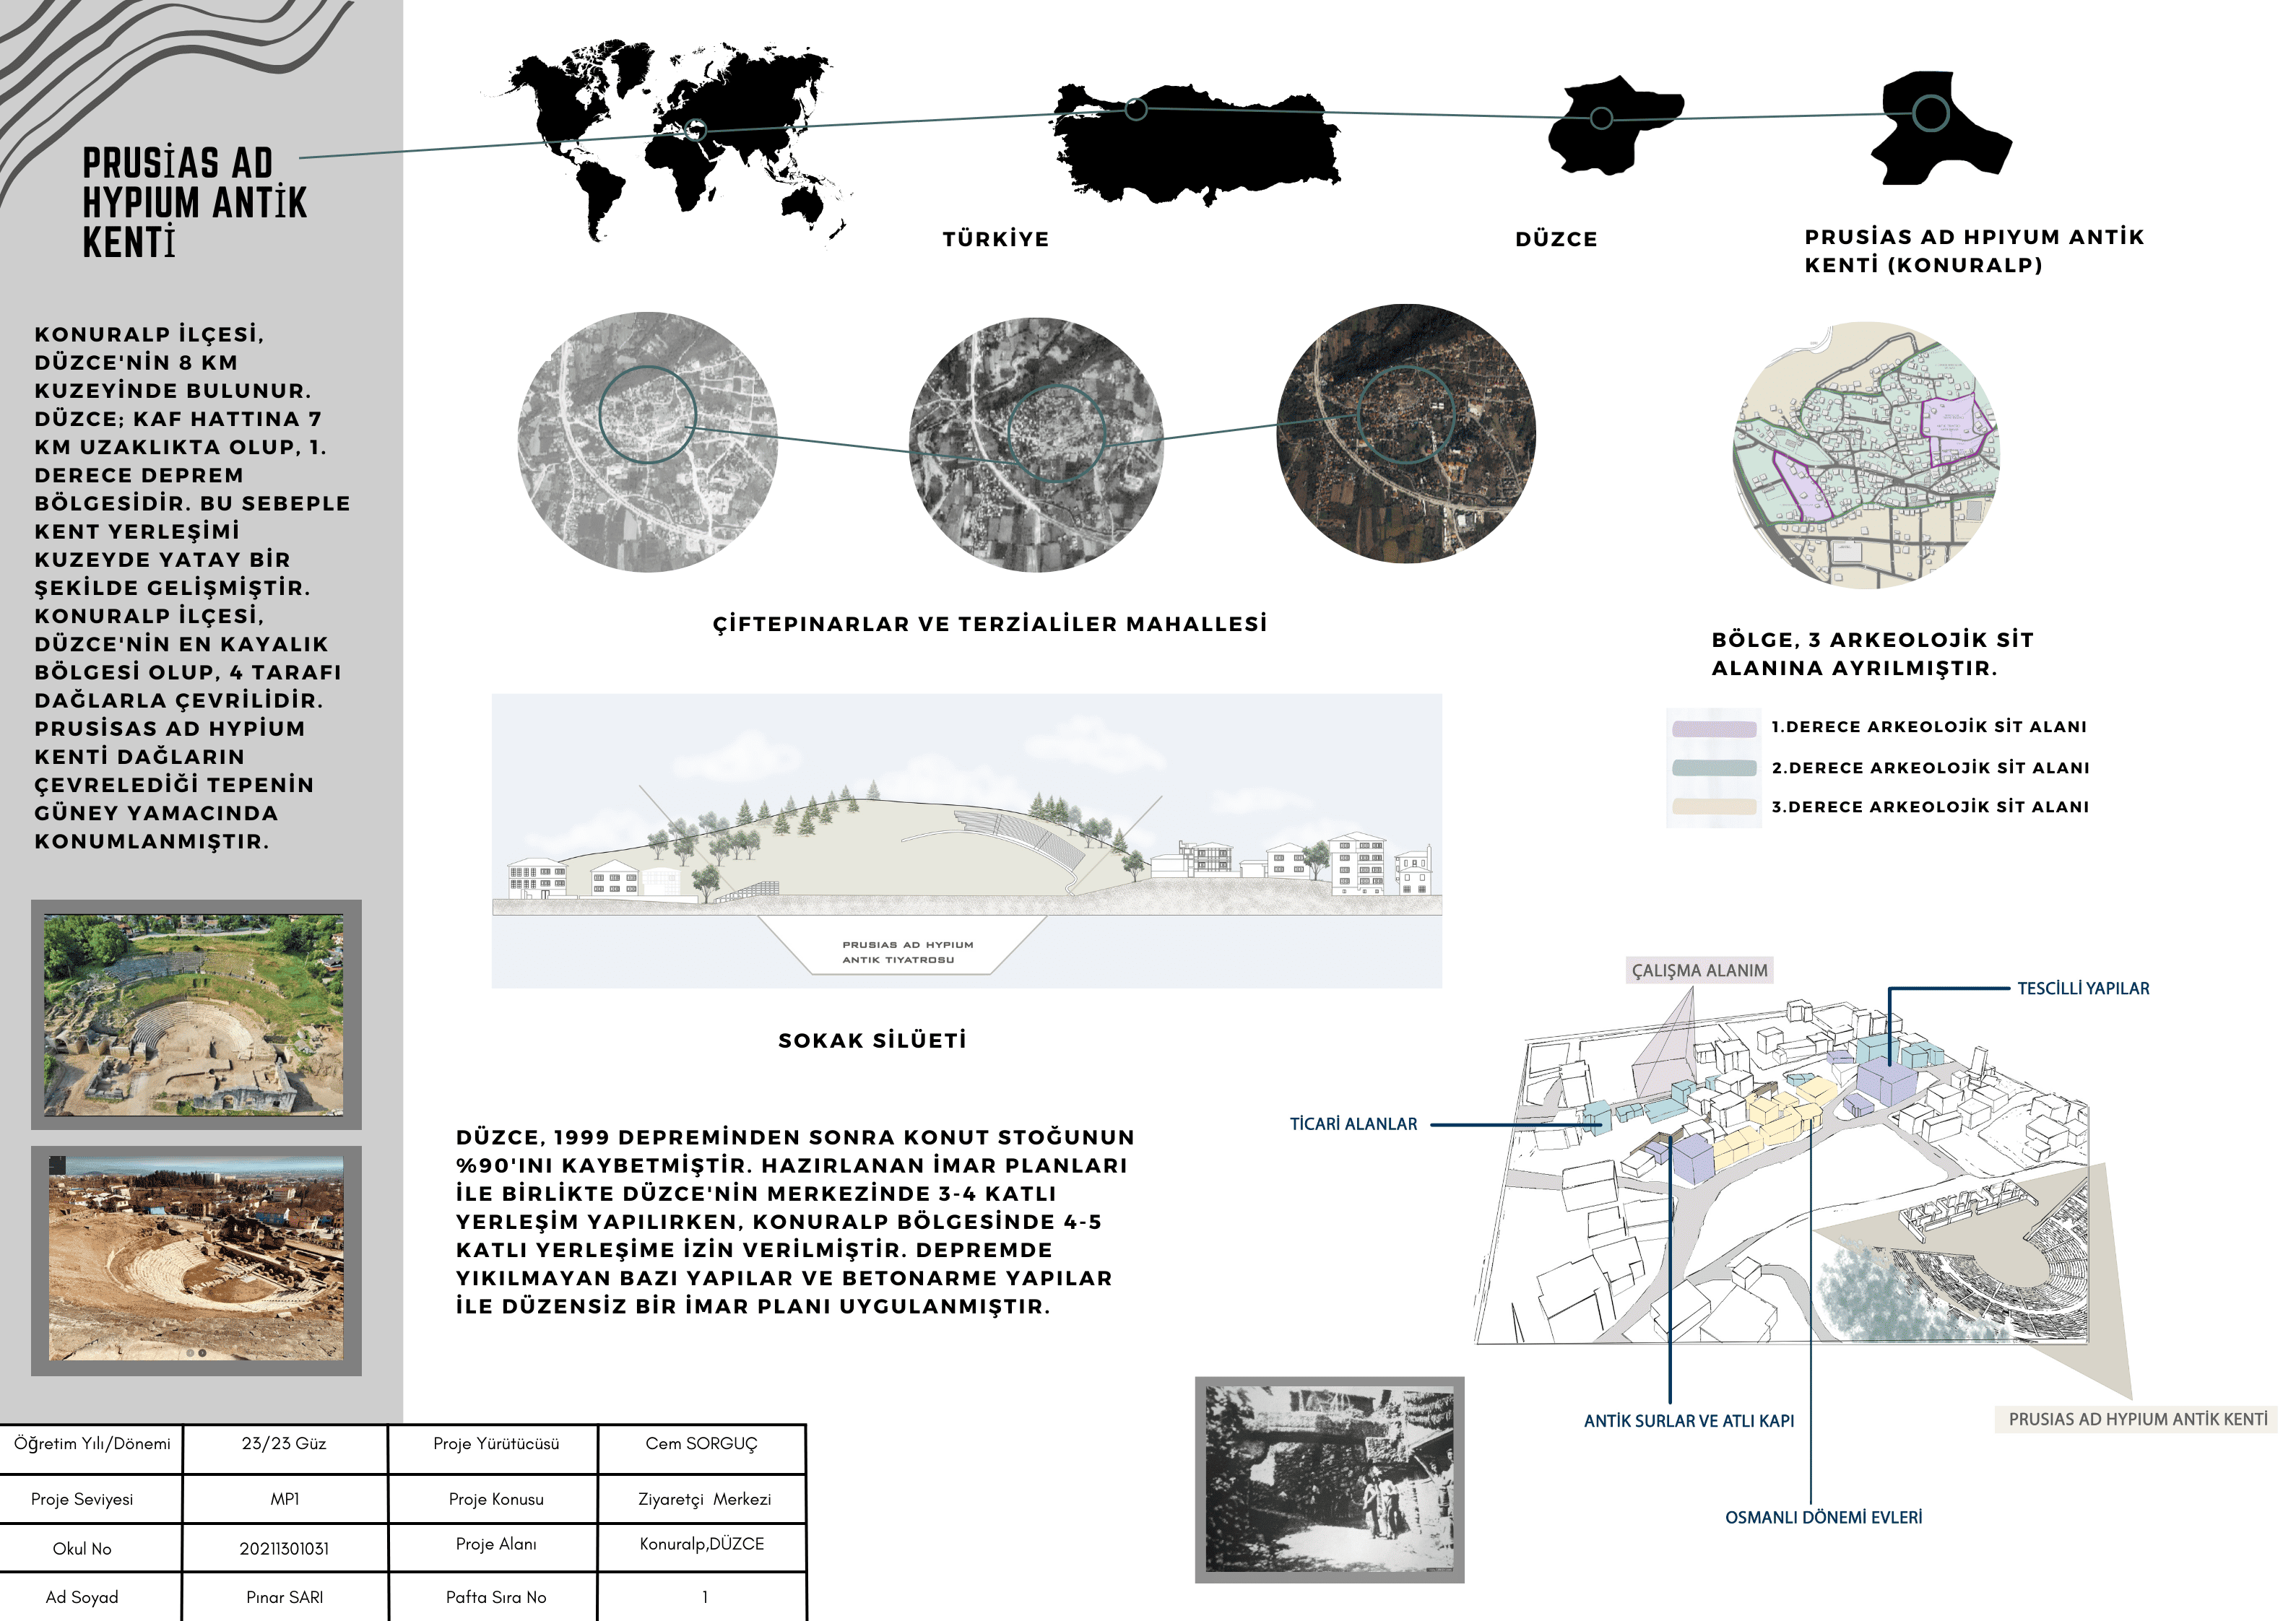 PRUSİAS AD
HYPIUM ANTİK
KENTİ
KONURALP İLÇESİ,
DÜZCE'NİN 8 KM
KUZEYİNDE BULUNUR.
DÜZCE; KAF HATTINA 7
KM UZAKLIKTA OLUP, 1.
DERECE DEPREM
BÖLGESİDİR. BU SEBEPLE
KENT YERLEŞİMİ
KUZEYDE YATAY BİR
ŞEKİLDE GELİŞMİŞTİR.
KONURALP İLÇESİ,
DÜZCE'NİN EN KAYALIK
BÖLGESİ OLUP, 4 TARAFI
DAĞLARLA ÇEVRİLİDİR.
PRUSİSAS AD HYPİUM
KENTİ DAĞLARIN
ÇEVRELEDİĞİ TEPENİN
GÜNEY YAMACINDA
KONUMLANMIŞTIR.
TÜRKİYE
DÜZCE
PRUSİAS AD HPIYUM ANTİK
KENTİ (KONURALP)
ÇİFTEPINARLAR VE TERZİALİLER MAHALLESİ
BÖLGE, 3 ARKEOLOJİK SİT
ALANINA AYRILMIŞTIR.
1.DERECE ARKEOLOJİK SİT ALANI
2.DERECE ARKEOLOJİK SİT ALANI
3.DERECE ARKEOLOJİK SİT ALANI
PRUSIAS AD HYPIUM
ANTIK TIYATROSU
SOKAK SİLÜETİ
DÜZCE, 1999 DEPREMİNDEN SONRA KONUT STOĞUNUN
%90'INI KAYBETMİŞTİR. HAZIRLANAN İMAR PLANLARI
İLE BİRLİKTE DÜZCE'NİN MERKEZİNDE 3-4 KATLI
YERLEŞİM YAPILIRKEN, KONURALP BÖLGESİNDE 4-5
KATLI YERLEŞİME İZİN VERİLMİŞTİR. DEPREMDE
YIKILMAYAN BAZI YAPILAR VE BETONARME YAPILAR
İLE DÜZENSİZ BİR İMAR PLANI UYGULANMIŞTIR.
ÇALIŞMA ALANIM
TESCİLLİ YAPILAR
TİCARİ ALANLAR
ANTİK SURLAR VE ATLI KAPI
PRUSIAS AD HYPIUM ANTİK KENTİ
OSMANLI DÖNEMİ EVLERİ
Öğretim Yılı/Dönemi 23/23 Güz Proje Yürütücüsü Cem SORGUÇ
Proje Seviyesi MP1 Proje Konusu Ziyaretçi Merkezi
Okul No 20211301031 Proje Alanı Konuralp,DÜZCE
Ad Soyad Pınar SARI Pafta Sıra No 1